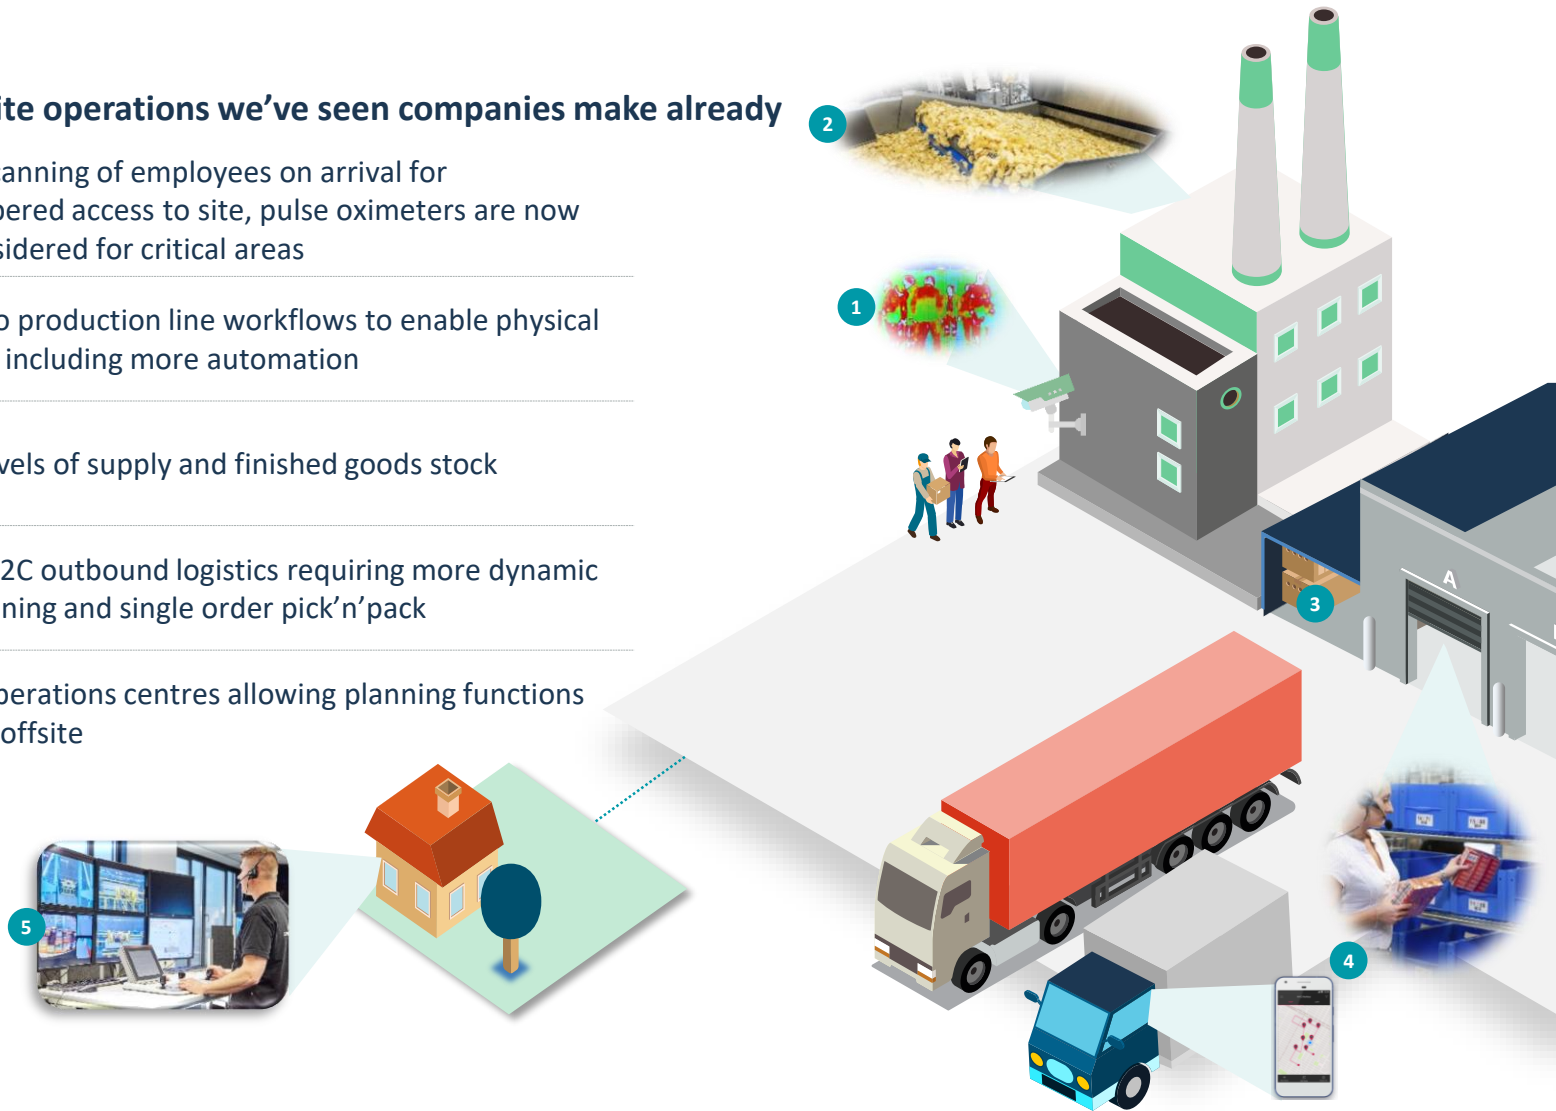 ite operations we've seen companies make already
canning of employees on arrival for
pered access to site, pulse oximeters are now
sidered for critical areas
o production line workflows to enable physical
including more automation
vels of supply and finished goods stock
2C outbound logistics requiring more dynamic
ning and single order pick'n'pack
perations centres allowing planning functions
offsite
2
1
3
A
5
4